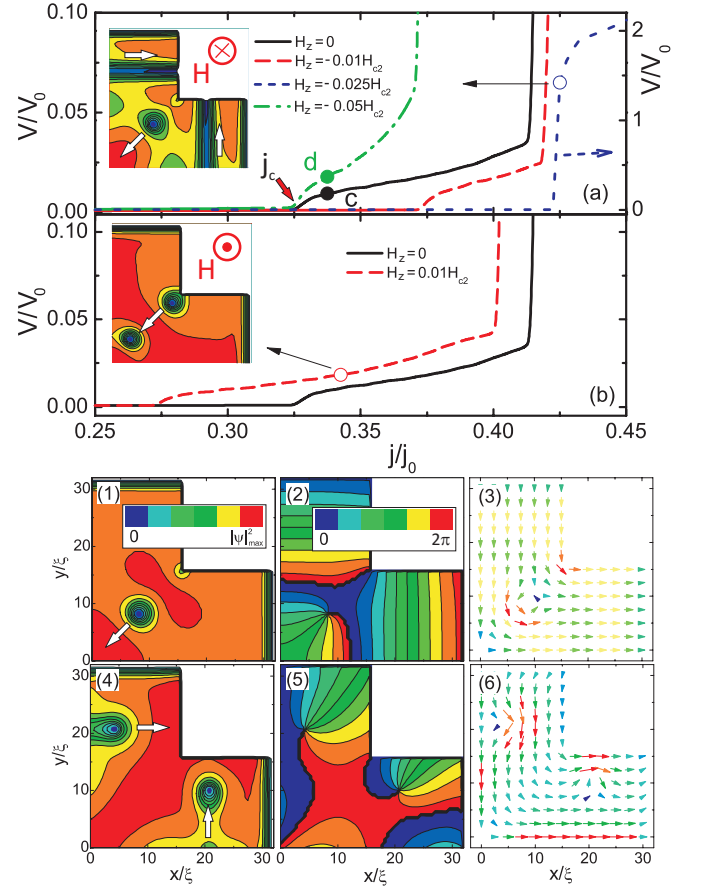 0.10
0.05
0.00
V/V₀
H
j_c
d
c
H_z = 0
H_z = -0.01H_c2
H_z = -0.025H_c2
H_z = -0.05H_c2
(a)
2
1
0
V/V₀
0.10
0.05
0.00
V/V₀
H
H_z = 0
H_z = 0.01H_c2
(b)
0.25 0.30 0.35 0.40 0.45
j/j₀
(1) (2) (3)
0 |ψ|²_max
0 2π
30
20
10
0
y/ξ
(4) (5) (6)
30
20
10
0
y/ξ
0 10 20 30 0 10 20 30 0 10 20 30
x/ξ x/ξ x/ξ